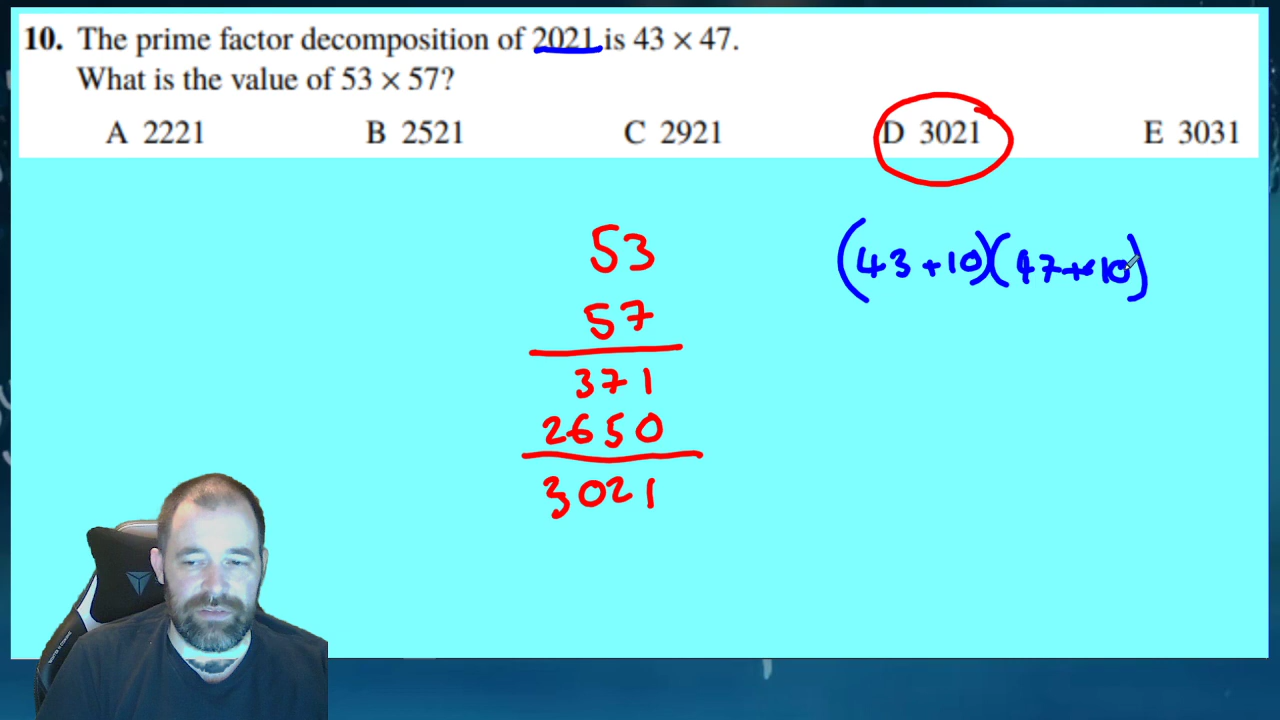 10. The prime factor decomposition of 2021 is 43 × 47.
What is the value of 53 × 57?
A 2221 B 2521 C 2921 D 3021 E 3031
53
57
371
2650
3021
(43+10)(47+10)